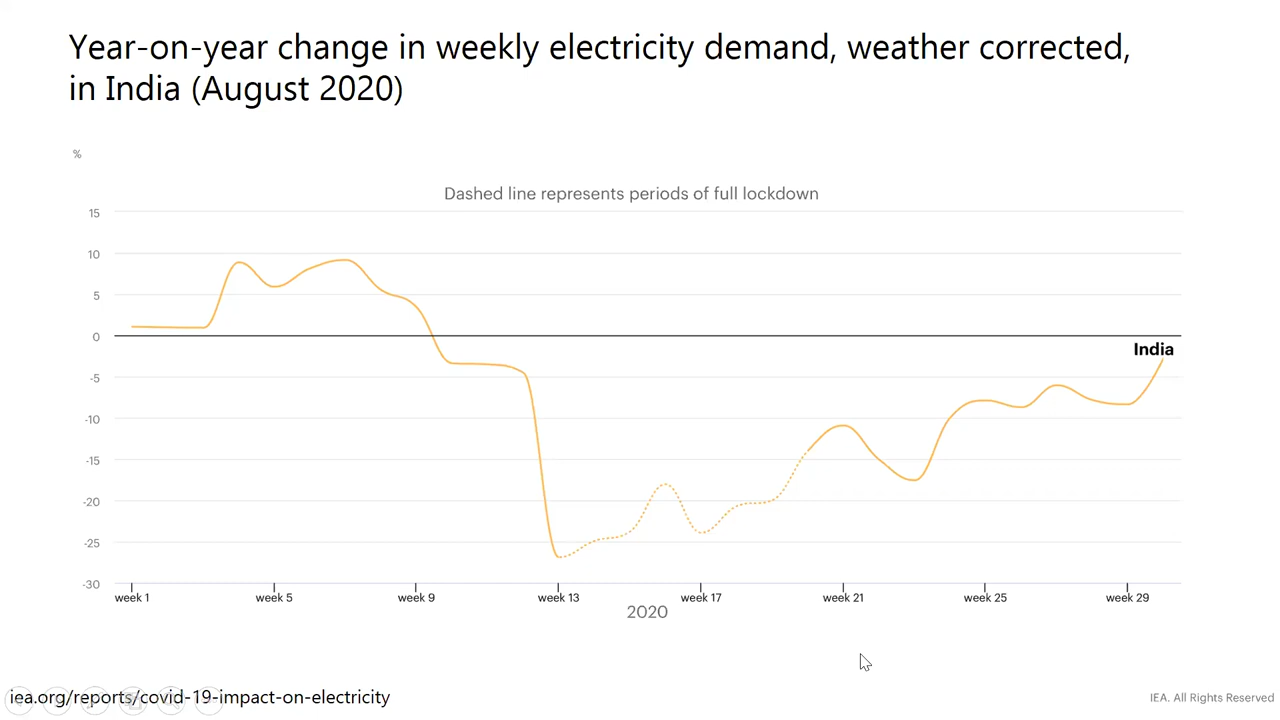 Year-on-year change in weekly electricity demand, weather corrected,
in India (August 2020)
%
Dashed line represents periods of full lockdown
15
10
5
0
India
-5
-10
-15
-20
-25
-30
week 1
week 5
week 9
week 13
week 17
week 21
week 25
week 29
2020
iea.org/reports/covid-19-impact-on-electricity
IEA. All Rights Reserved